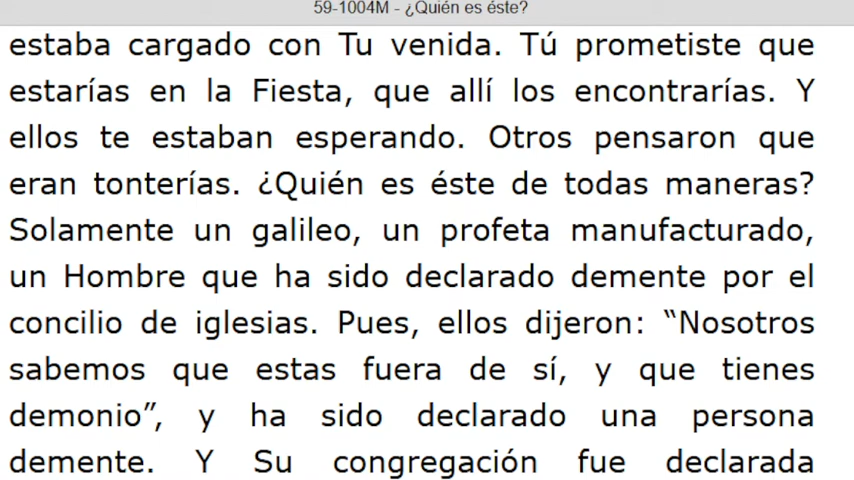 59-1004M - ¿Quién es éste?
estaba cargado con Tu venida. Tú prometiste que
estarías en la Fiesta, que allí los encontrarías. Y
ellos te estaban esperando. Otros pensaron que
eran tonterías. ¿Quién es éste de todas maneras?
Solamente un galileo, un profeta manufacturado,
un Hombre que ha sido declarado demente por el
concilio de iglesias. Pues, ellos dijeron: “Nosotros
sabemos que estas fuera de sí, y que tienes
demonio”, y ha sido declarado una persona
demente. Y Su congregación fue declarada